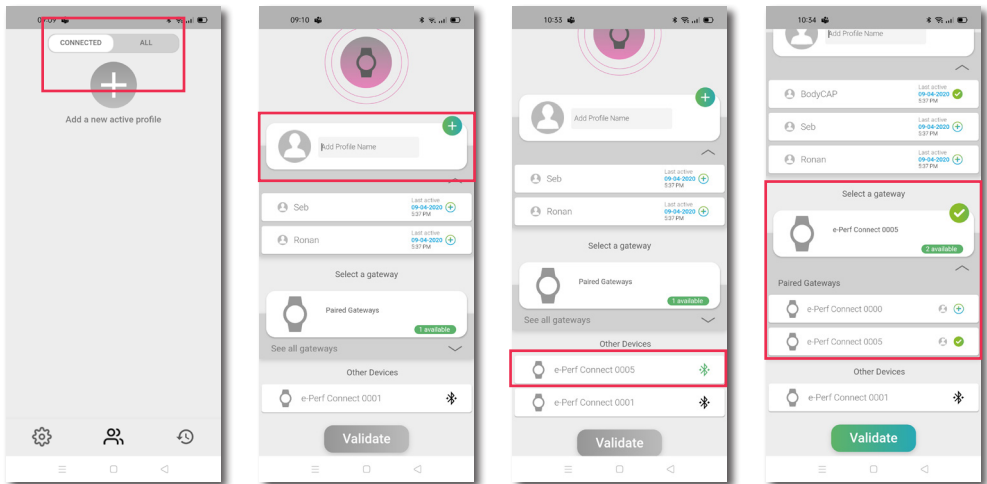 09:09
CONNECTED ALL
Add a new active profile
09:10
Add Profile Name
Seb
Last active
09-04-2020
5:37 PM
Ronan
Last active
09-04-2020
5:37 PM
Select a gateway
Paired Gateways
1 available
See all gateways
Other Devices
e-Perf Connect 0001
Validate
10:33
Add Profile Name
Seb
Last active
09-04-2020
5:37 PM
Ronan
Last active
09-04-2020
5:37 PM
Select a gateway
Paired Gateways
1 available
See all gateways
Other Devices
e-Perf Connect 0005
e-Perf Connect 0001
Validate
10:34
Add Profile Name
BodyCAP
Last active
09-04-2020
5:37 PM
Seb
Last active
09-04-2020
5:37 PM
Ronan
Last active
09-04-2020
5:37 PM
Select a gateway
e-Perf Connect 0005
2 available
Paired Gateways
e-Perf Connect 0000
e-Perf Connect 0005
Other Devices
e-Perf Connect 0001
Validate